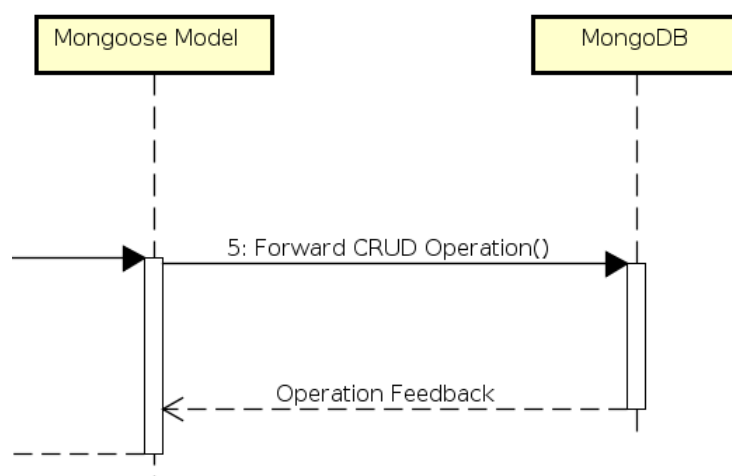 Mongoose Model
MongoDB
5: Forward CRUD Operation()
Operation Feedback